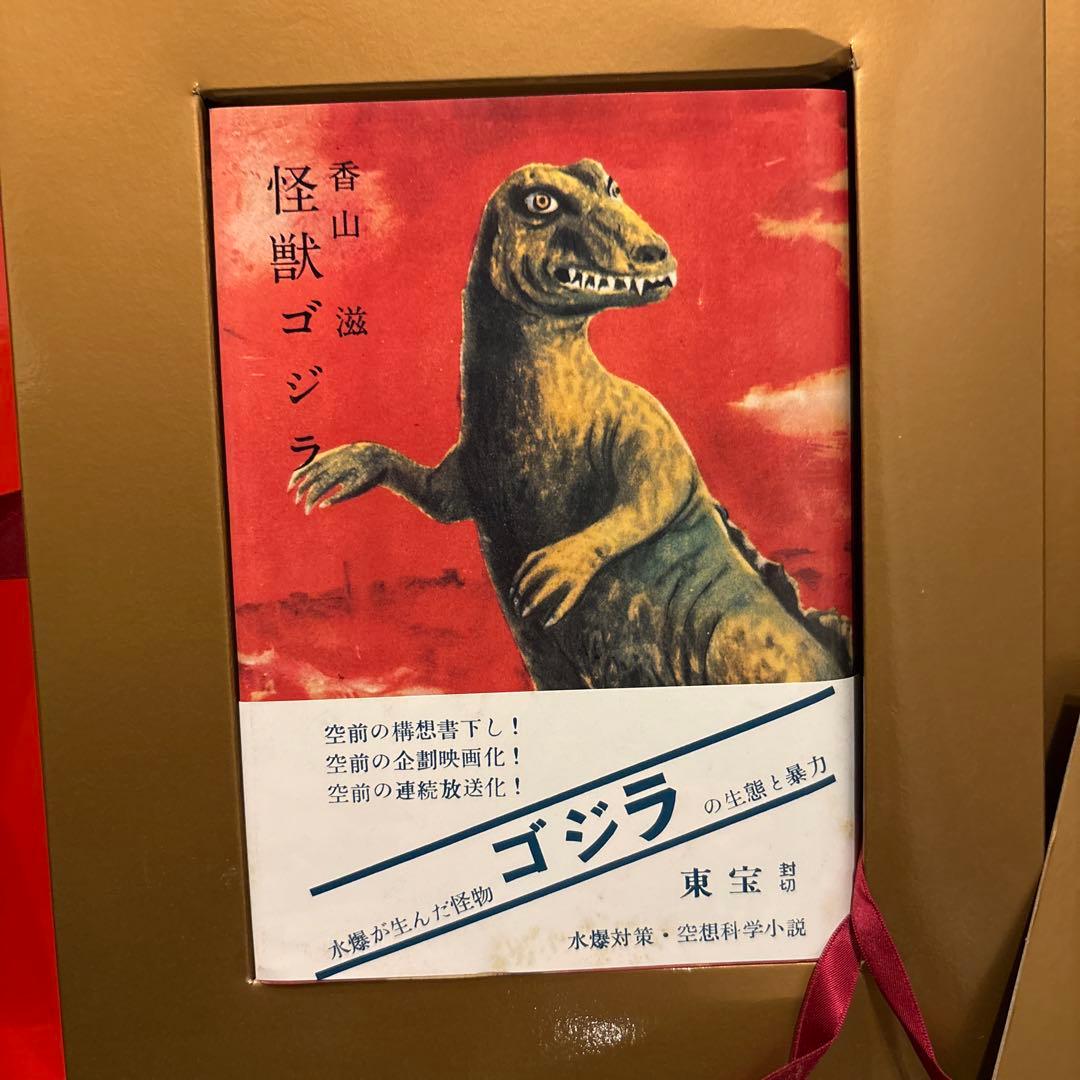 香山 滋
怪獣ゴジラ
空前の構想書下し！
空前の企劃映画化！
空前の連続放送化！
水爆が生んだ怪物 ゴジラ の生態と暴力
東宝 封切
水爆対策・空想科学小説